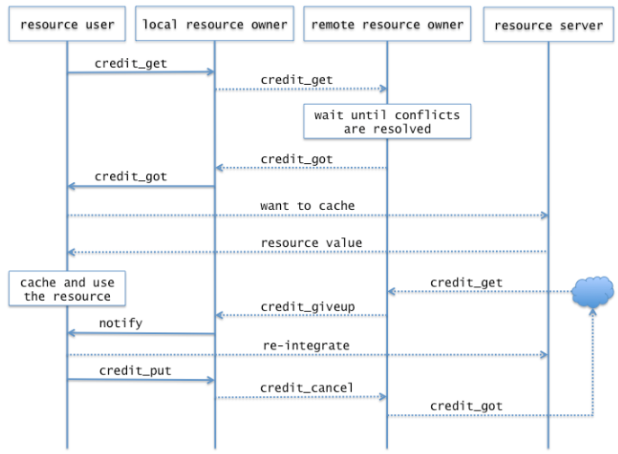 resource user
local resource owner
remote resource owner
resource server
credit_get
credit_get
wait until conflicts
are resolved
credit_got
credit_got
want to cache
resource value
cache and use
the resource
credit_get
credit_giveup
notify
re-integrate
credit_put
credit_cancel
credit_got